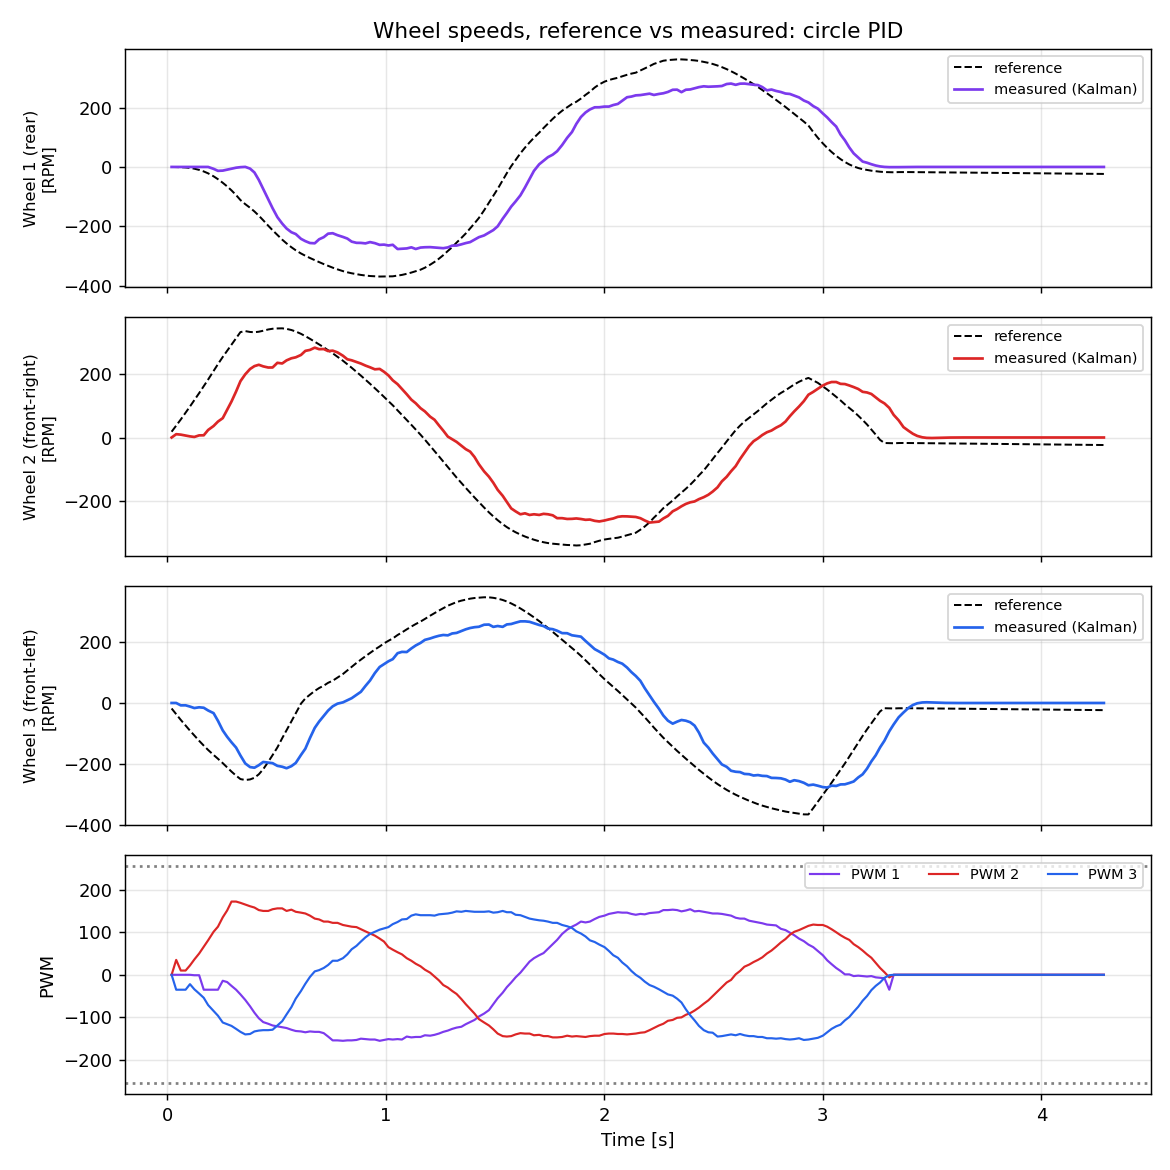 Wheel speeds, reference vs measured: circle PID
Wheel 1 (rear)
[RPM]
200
0
−200
−400
reference
measured (Kalman)
Wheel 2 (front-right)
[RPM]
200
0
−200
reference
measured (Kalman)
Wheel 3 (front-left)
[RPM]
200
0
−200
−400
reference
measured (Kalman)
PWM
200
100
0
−100
−200
PWM 1 PWM 2 PWM 3
0 1 2 3 4
Time [s]